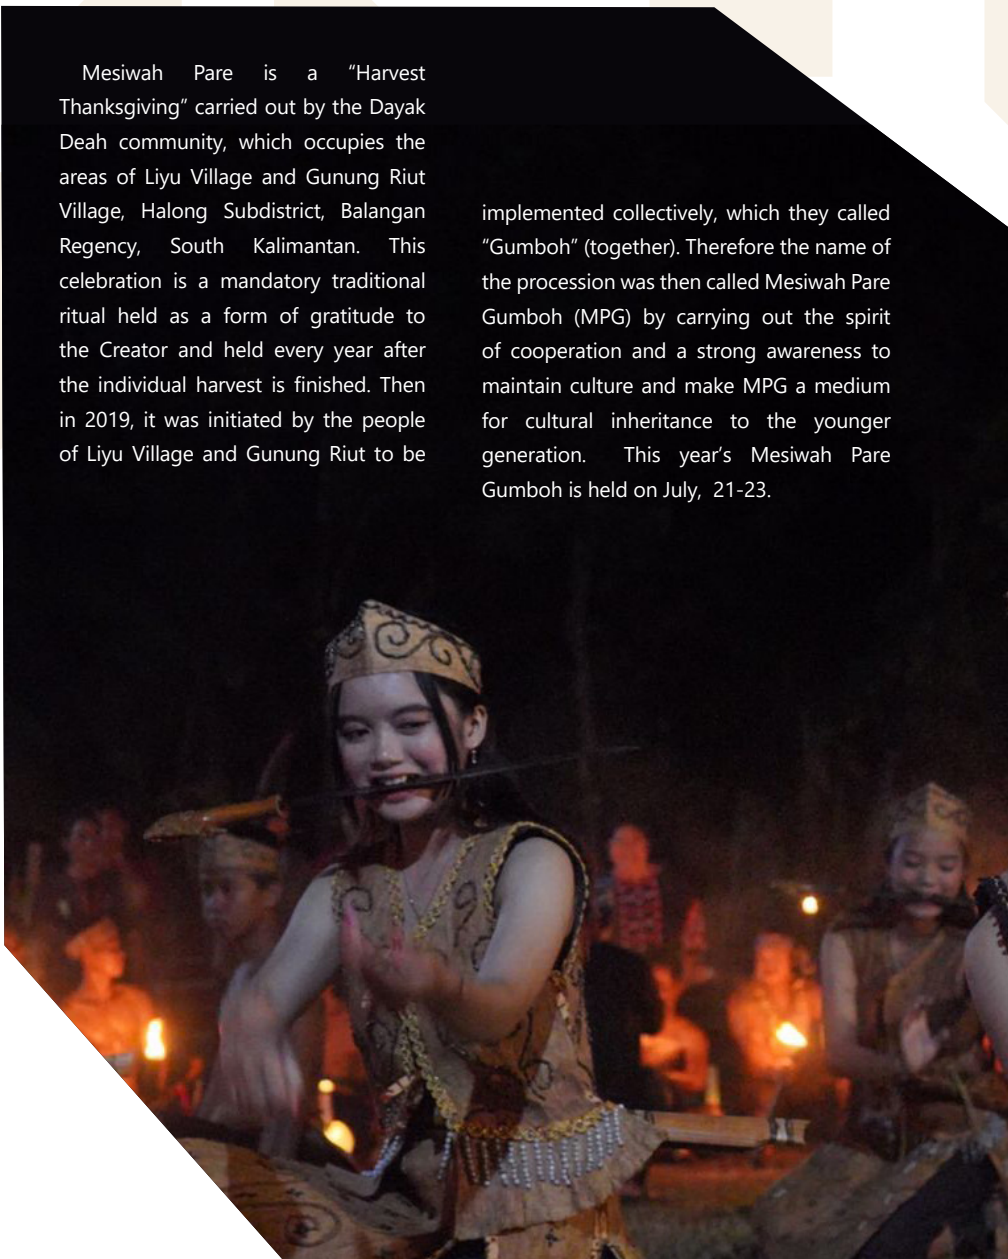 Mesiwah Pare is a “Harvest
Thanksgiving” carried out by the Dayak
Deah community, which occupies the
areas of Liyu Village and Gunung Riut
Village, Halong Subdistrict, Balangan
Regency, South Kalimantan. This
celebration is a mandatory traditional
ritual held as a form of gratitude to
the Creator and held every year after
the individual harvest is finished. Then
in 2019, it was initiated by the people
of Liyu Village and Gunung Riut to be
implemented collectively, which they called
“Gumboh” (together). Therefore the name of
the procession was then called Mesiwah Pare
Gumboh (MPG) by carrying out the spirit
of cooperation and a strong awareness to
maintain culture and make MPG a medium
for cultural inheritance to the younger
generation. This year’s Mesiwah Pare
Gumboh is held on July, 21-23.